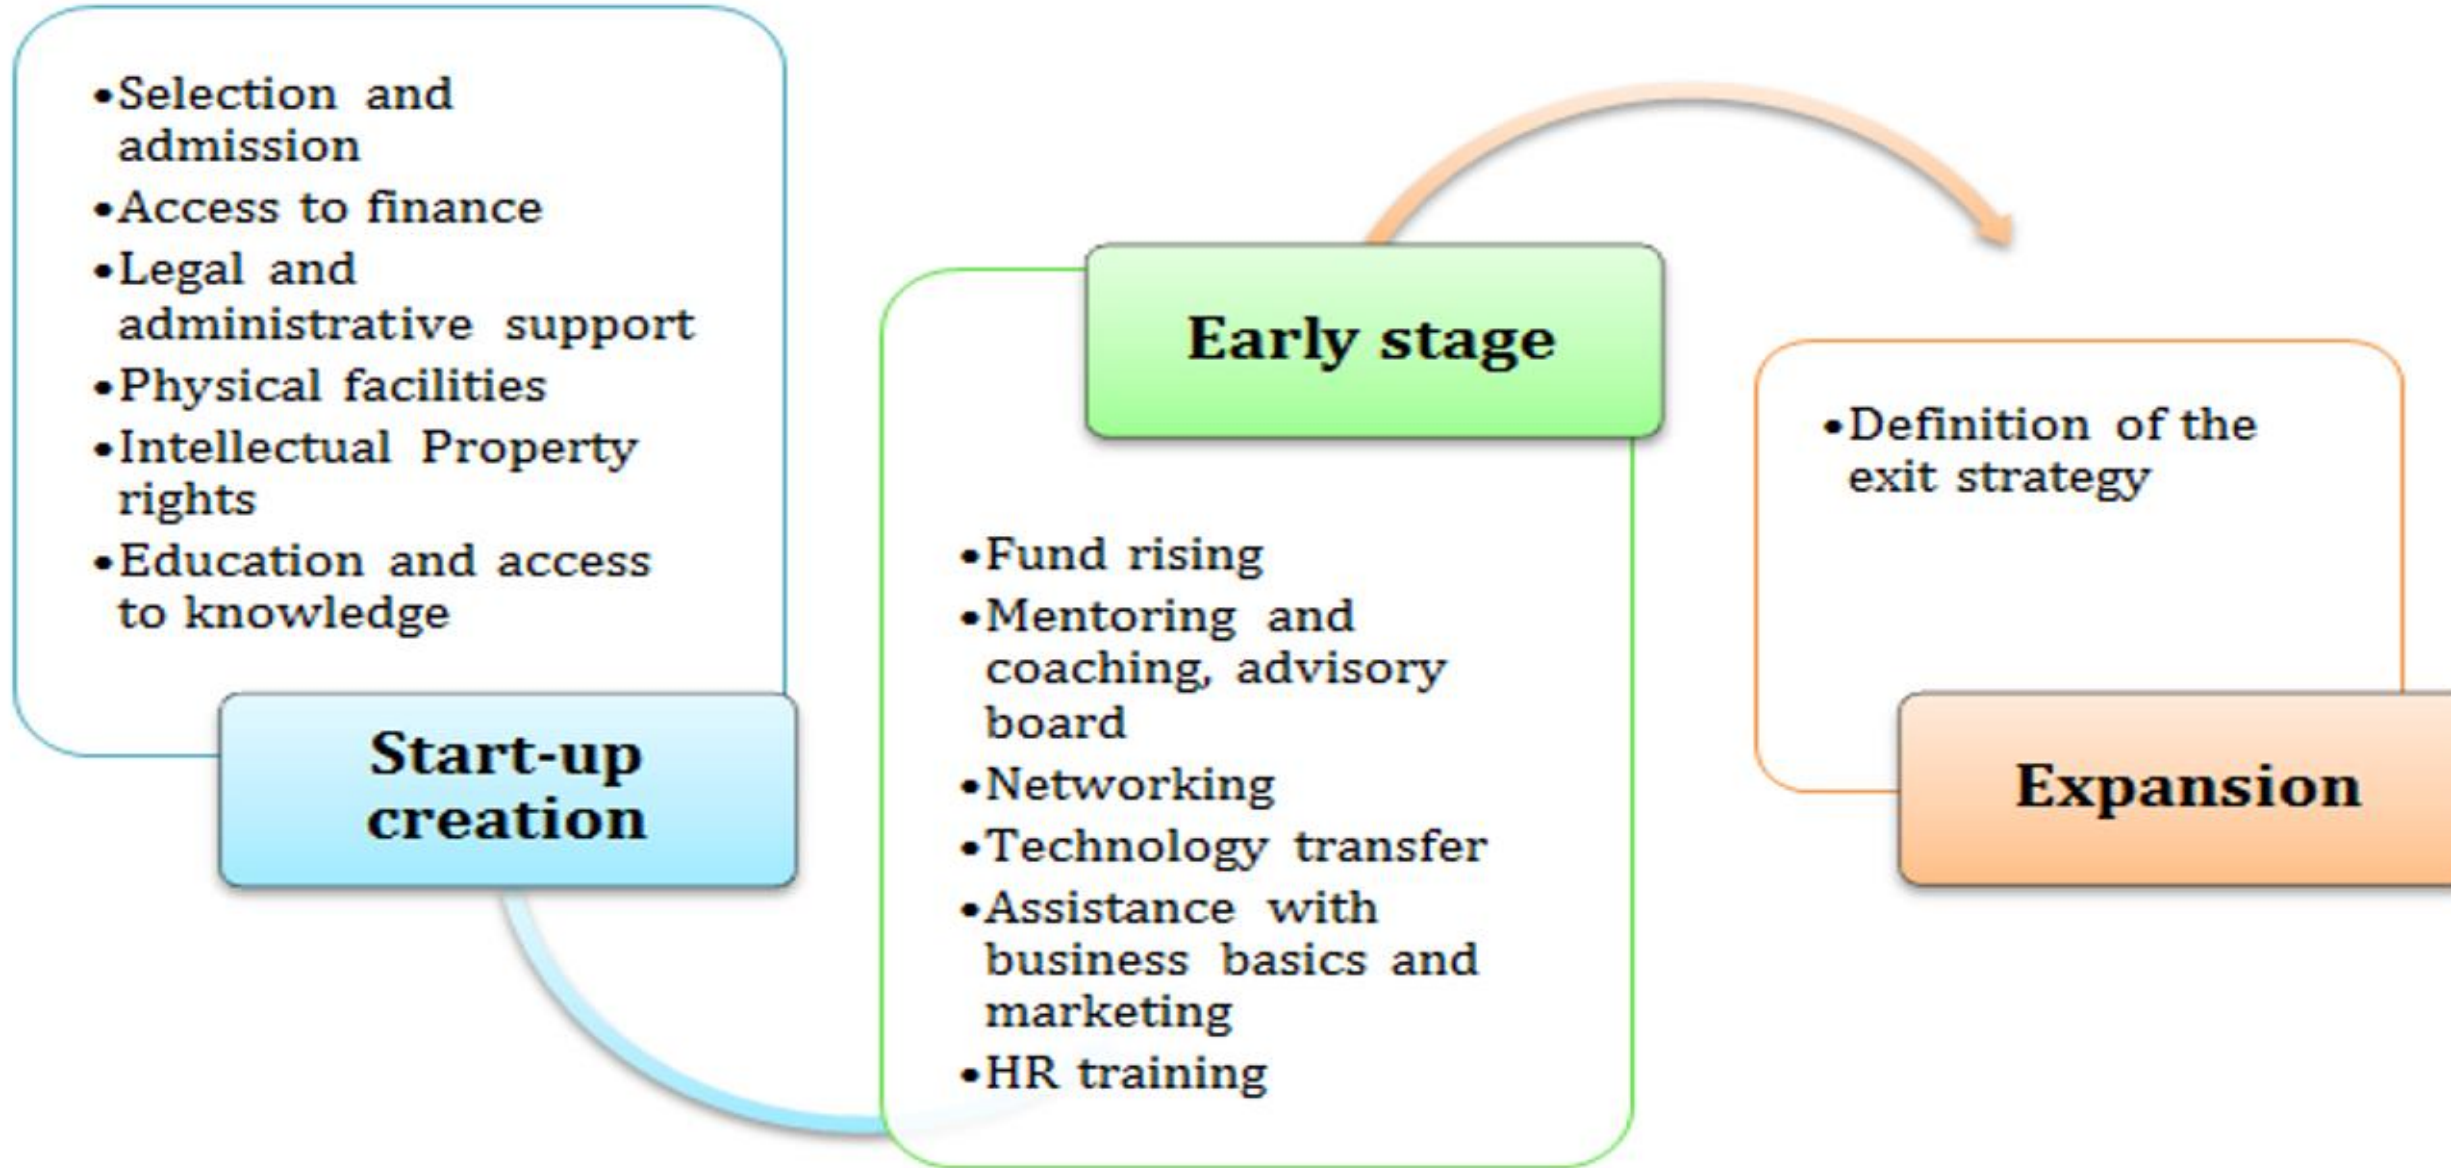 •Selection and
admission
•Access to finance
•Legal and
administrative support
•Physical facilities
•Intellectual Property
rights
•Education and access
to knowledge
Start-up
creation
Early stage
•Fund rising
•Mentoring and
coaching, advisory
board
•Networking
•Technology transfer
•Assistance with
business basics and
marketing
•HR training
•Definition of the
exit strategy
Expansion